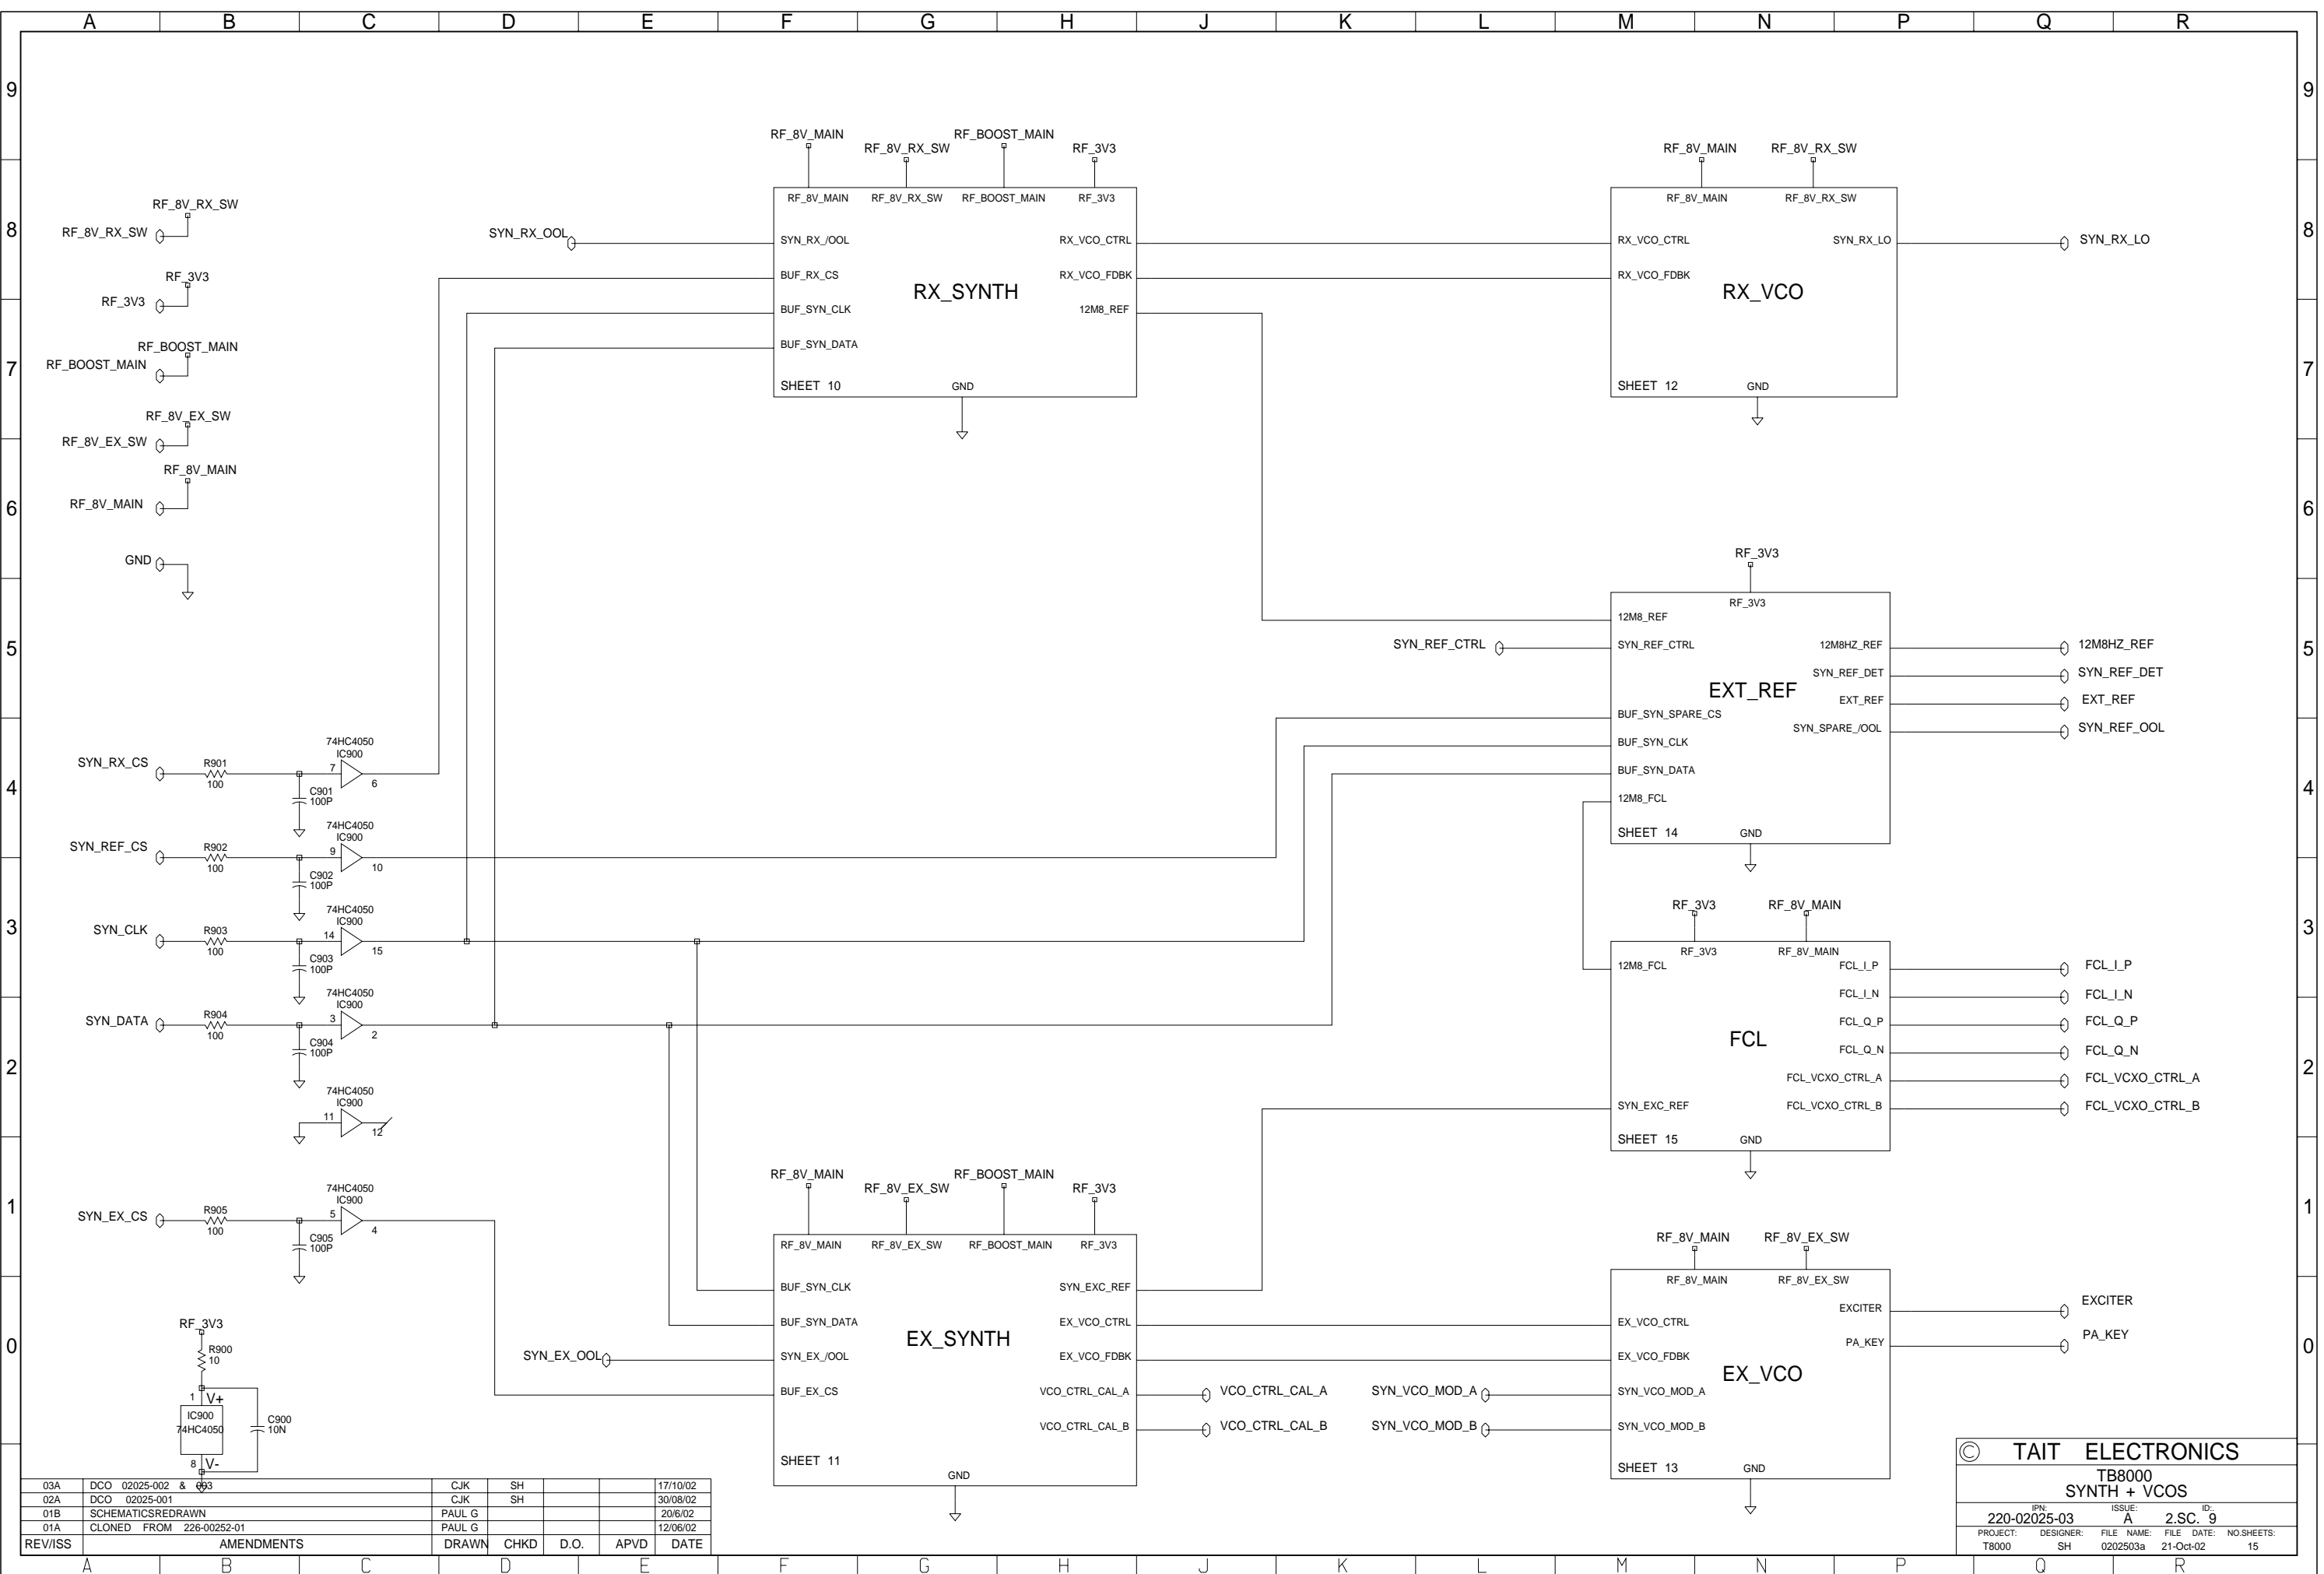 A B C D E F G H J K L M N P Q R
9 9
RF_8V_MAIN RF_8V_RX_SW RF_BOOST_MAIN RF_3V3
RF_8V_MAIN RF_8V_RX_SW
RF_8V_MAIN RF_8V_RX_SW RF_BOOST_MAIN RF_3V3
RF_8V_MAIN RF_8V_RX_SW
8 8
RF_8V_RX_SW
RF_8V_RX_SW
SYN_RX_OOL
SYN_RX_/OOL RX_VCO_CTRL
BUF_RX_CS RX_VCO_FDBK
RX_SYNTH
BUF_SYN_CLK 12M8_REF
BUF_SYN_DATA
SHEET 10 GND
RX_VCO_CTRL SYN_RX_LO
SYN_RX_LO
RX_VCO_FDBK
RX_VCO
SHEET 12 GND
RF_3V3
RF_3V3
7 7
RF_BOOST_MAIN
RF_BOOST_MAIN
RF_8V_EX_SW
RF_8V_EX_SW
RF_8V_MAIN
RF_8V_MAIN
6 6
GND
RF_3V3
RF_3V3
12M8_REF
5 5
SYN_REF_CTRL
SYN_REF_CTRL 12M8HZ_REF
12M8HZ_REF
SYN_REF_DET
SYN_REF_DET
EXT_REF
EXT_REF
EXT_REF
BUF_SYN_SPARE_CS SYN_SPARE_/OOL
SYN_REF_OOL
BUF_SYN_CLK
BUF_SYN_DATA
12M8_FCL
SHEET 14 GND
4 4
SYN_RX_CS R901 100
C901 100P
74HC4050 IC900
7 6
SYN_REF_CS R902 100
C902 100P
74HC4050 IC900
9 10
3 3
SYN_CLK R903 100
C903 100P
74HC4050 IC900
14 15
SYN_DATA R904 100
C904 100P
74HC4050 IC900
3 2
RF_3V3 RF_8V_MAIN
RF_3V3 RF_8V_MAIN
12M8_FCL FCL_I_P
FCL_I_P
FCL_I_N
FCL_I_N
FCL_Q_P
FCL_Q_P
FCL
FCL_Q_N
FCL_Q_N
FCL_VCXO_CTRL_A
FCL_VCXO_CTRL_A
SYN_EXC_REF FCL_VCXO_CTRL_B
FCL_VCXO_CTRL_B
SHEET 15 GND
2 2
74HC4050 IC900
11 12
1 1
SYN_EX_CS R905 100
C905 100P
74HC4050 IC900
5 4
RF_8V_MAIN RF_8V_EX_SW RF_BOOST_MAIN RF_3V3
RF_8V_MAIN RF_8V_EX_SW RF_BOOST_MAIN RF_3V3
BUF_SYN_CLK SYN_EXC_REF
BUF_SYN_DATA EX_VCO_CTRL
EX_SYNTH
SYN_EX_OOL
SYN_EX_/OOL EX_VCO_FDBK
BUF_EX_CS VCO_CTRL_CAL_A
VCO_CTRL_CAL_A
VCO_CTRL_CAL_B
VCO_CTRL_CAL_B
SHEET 11
GND
RF_8V_MAIN RF_8V_EX_SW
RF_8V_MAIN RF_8V_EX_SW
EXCITER
EXCITER
EX_VCO_CTRL
PA_KEY
PA_KEY
EX_VCO_FDBK
EX_VCO
SYN_VCO_MOD_A
SYN_VCO_MOD_A
SYN_VCO_MOD_B
SYN_VCO_MOD_B
SHEET 13 GND
0 0
RF_3V3
R900
10
1 V+
IC900
74HC4050
C900
10N
8 V-
03A DCO 02025-002 & 003 CJK SH 17/10/02
02A DCO 02025-001 CJK SH 30/08/02
01B SCHEMATICSREDRAWN PAUL G 20/6/02
01A CLONED FROM 226-00252-01 PAUL G 12/06/02
REV/ISS AMENDMENTS DRAWN CHKD D.O. APVD DATE
© TAIT ELECTRONICS
TB8000
SYNTH + VCOS
IPN: ISSUE: ID:.
220-02025-03 A 2.SC. 9
PROJECT: DESIGNER: FILE NAME: FILE DATE: NO.SHEETS:
T8000 SH 0202503a 21-Oct-02 15
A B C D E F G H J K L M N P Q R